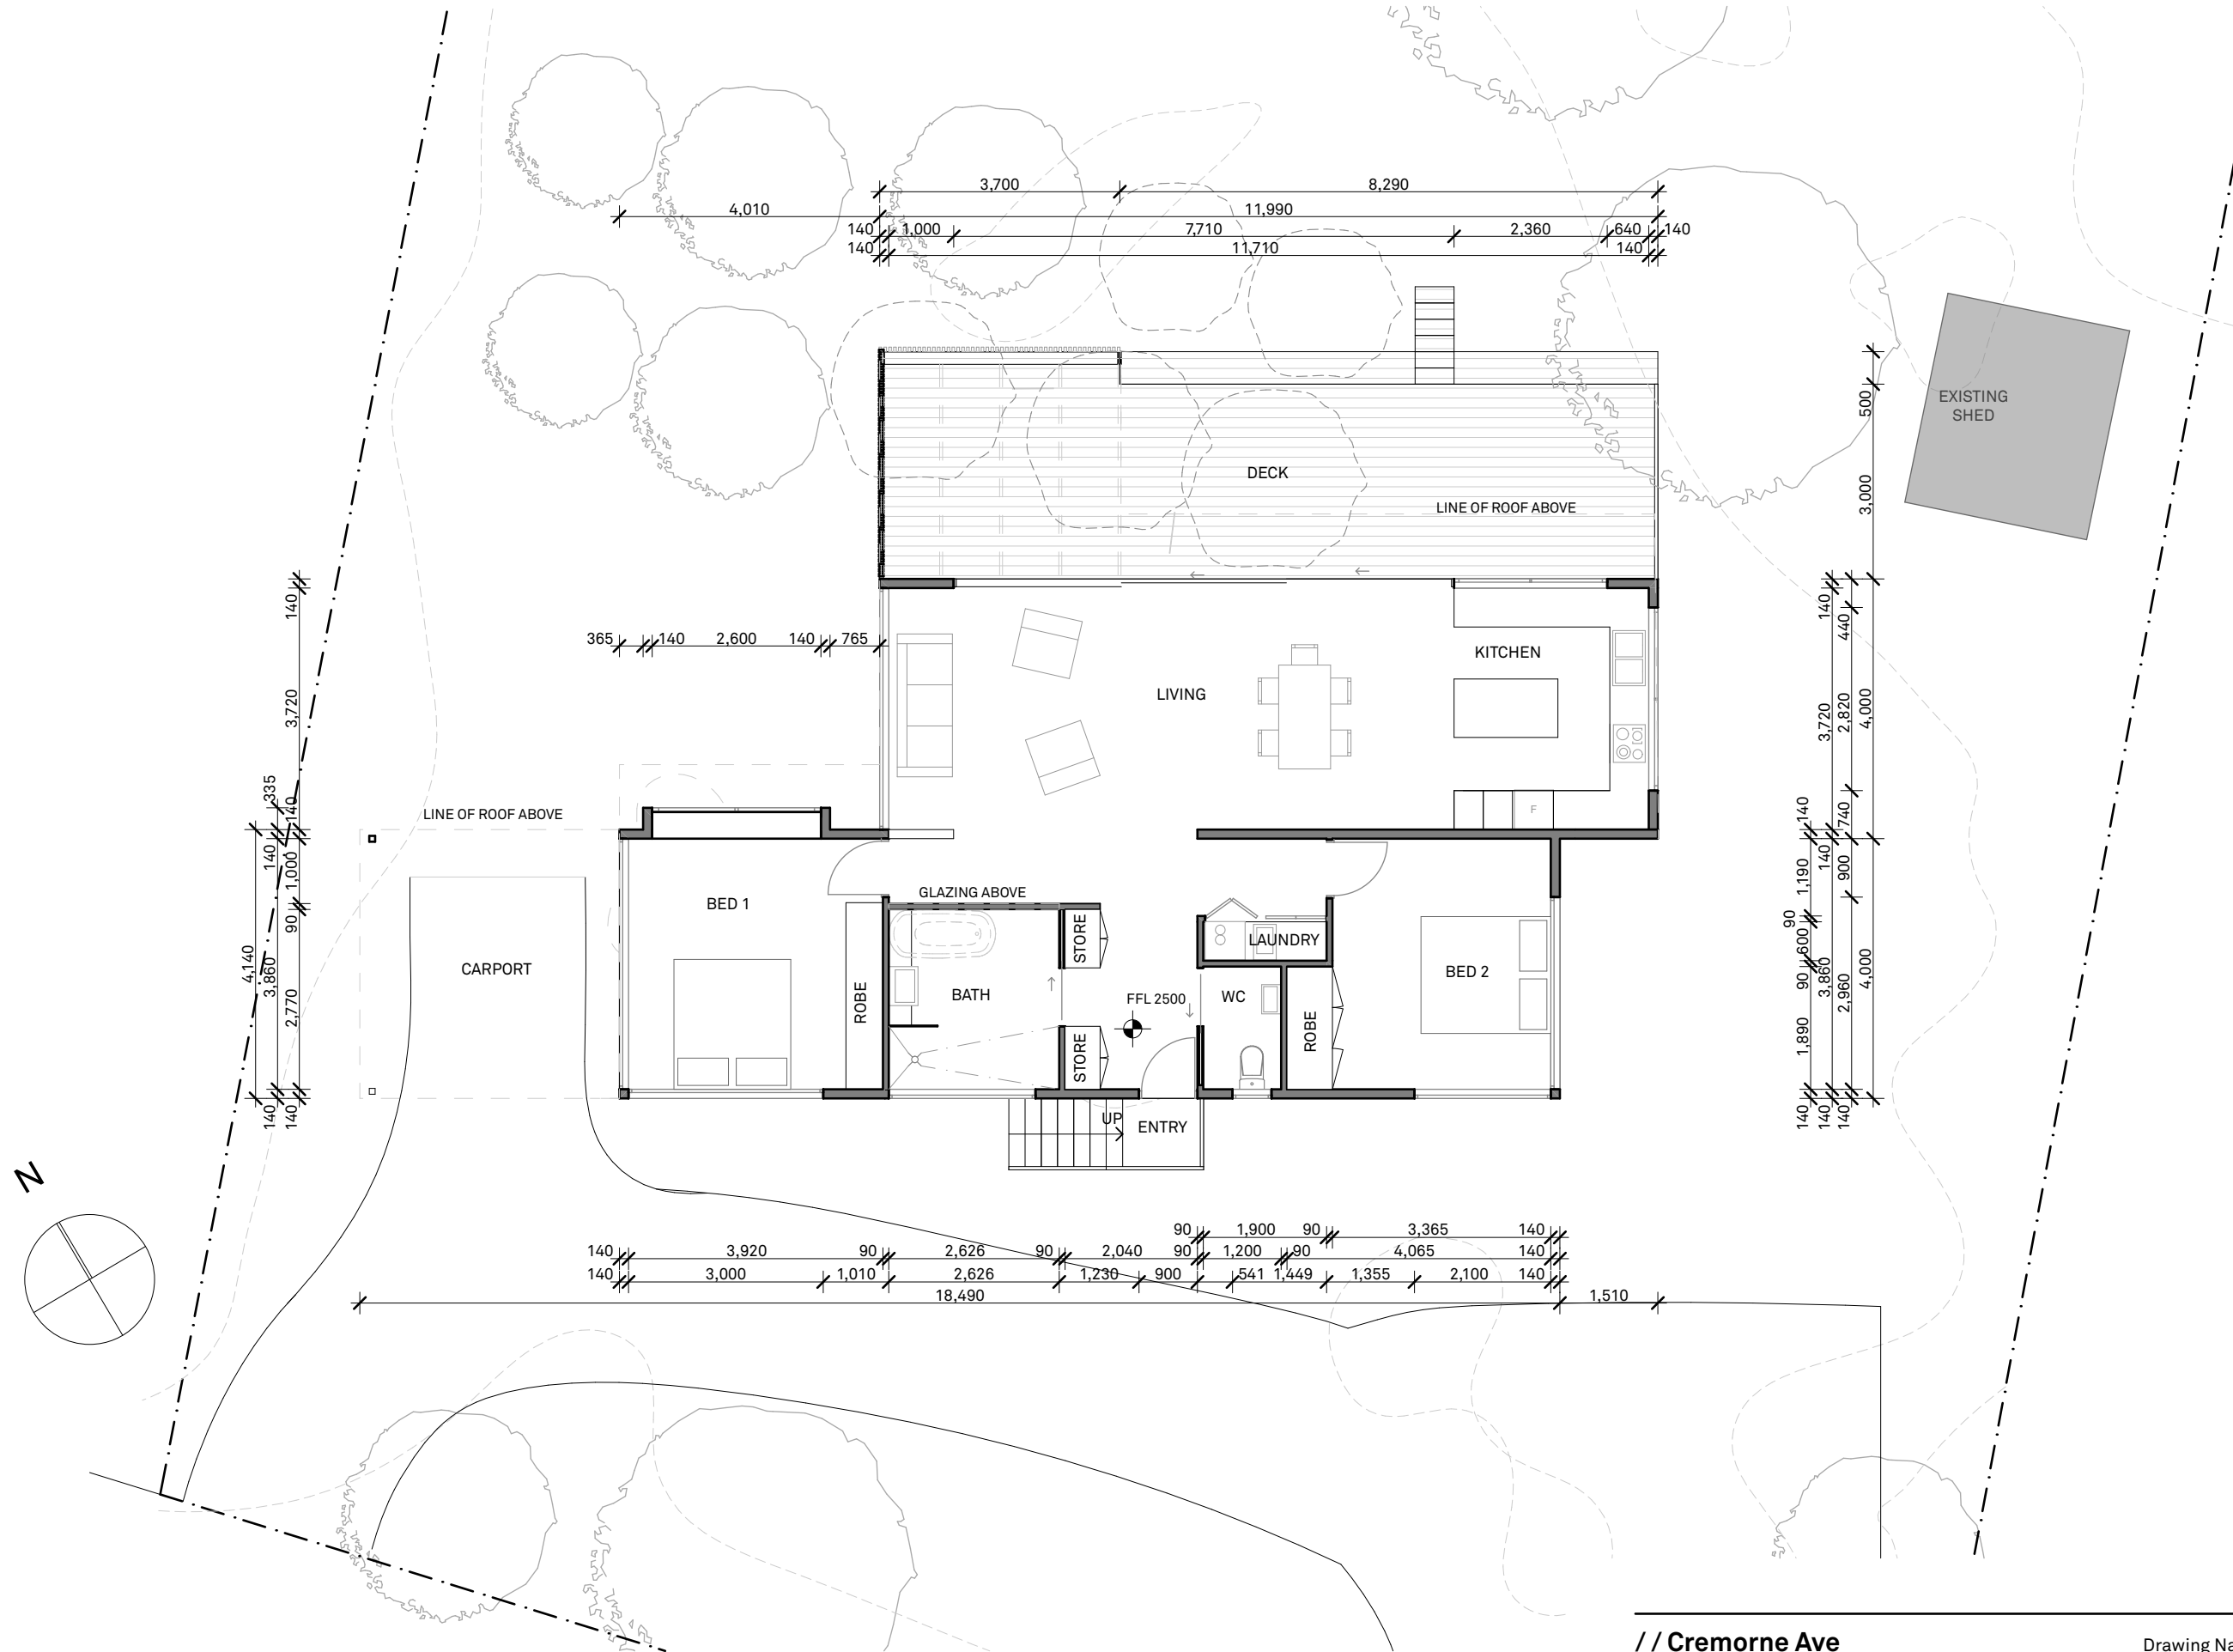 3,700 8,290
4,010 11,990
140 1,000 7,710 2,360 640 140
140 11,710 140
EXISTING
SHED
500
3,000
DECK
LINE OF ROOF ABOVE
365 140 2,600 140 765
KITCHEN
LIVING
F
LINE OF ROOF ABOVE
GLAZING ABOVE
BED 1
STORE
LAUNDRY
CARPORT
ROBE
BATH
FFL 2500
WC
BED 2
ROBE
STORE
UP
ENTRY
140
3,720
335
140
140
1,000
90
4,140
3,860
2,770
140
140
140
440
3,720
2,820
4,000
140
740
140
900
1,190
90
600
90
3,860
2,960
4,000
1,890
140
140
140
N
90 1,900 90 3,365 140
140 3,920 90 2,626 90 2,040 90 1,200 90 4,065 140
140 3,000 1,010 2,626 1,230 900 541 1,449 1,355 2,100 140
18,490 1,510
// Cremorne Ave
Drawing Na